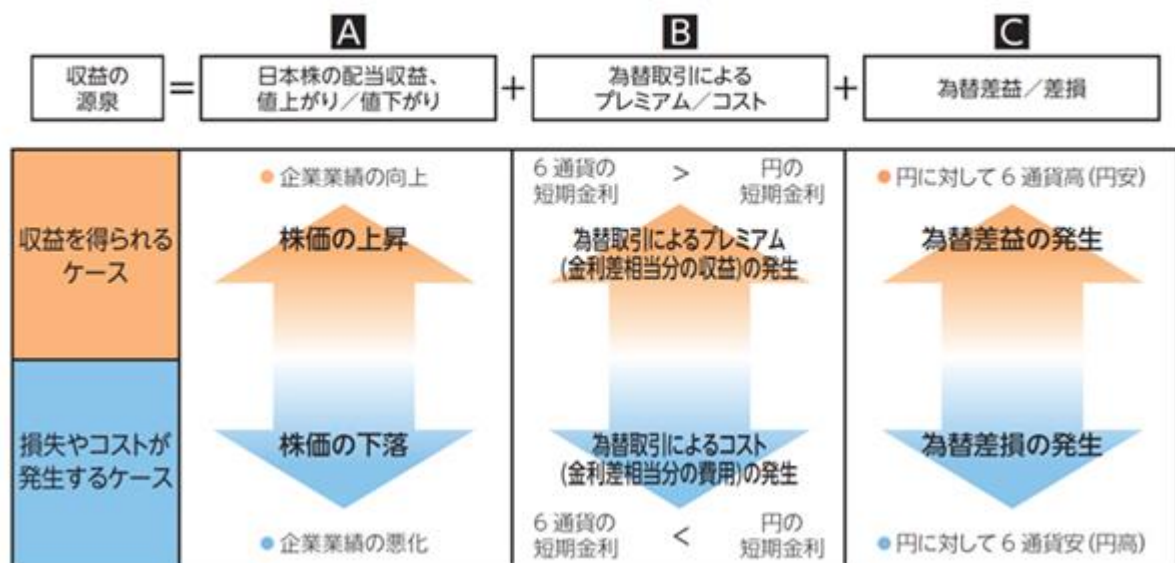 A
B
C
収益の
源泉
=
日本株の配当収益、
値上がり/値下がり
+
為替取引による
プレミアム/コスト
+
為替差益/差損
収益を得られる
ケース
●企業業績の向上
株価の上昇
6通貨の
短期金利
>
円の
短期金利
為替取引によるプレミアム
(金利差相当分の収益)の発生
●円に対して6通貨高(円安)
為替差益の発生
損失やコストが
発生するケース
株価の下落
●企業業績の悪化
為替取引によるコスト
(金利差相当分の費用)の発生
6通貨の
短期金利
<
円の
短期金利
為替差損の発生
●円に対して6通貨安(円高)